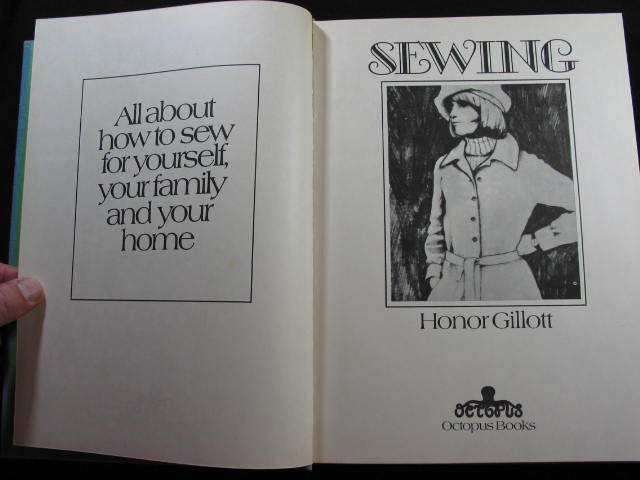 All about
how to sew
for yourself,
your family
and your
home
SEWING
Honor Gillott
OCTOPUS
Octopus Books